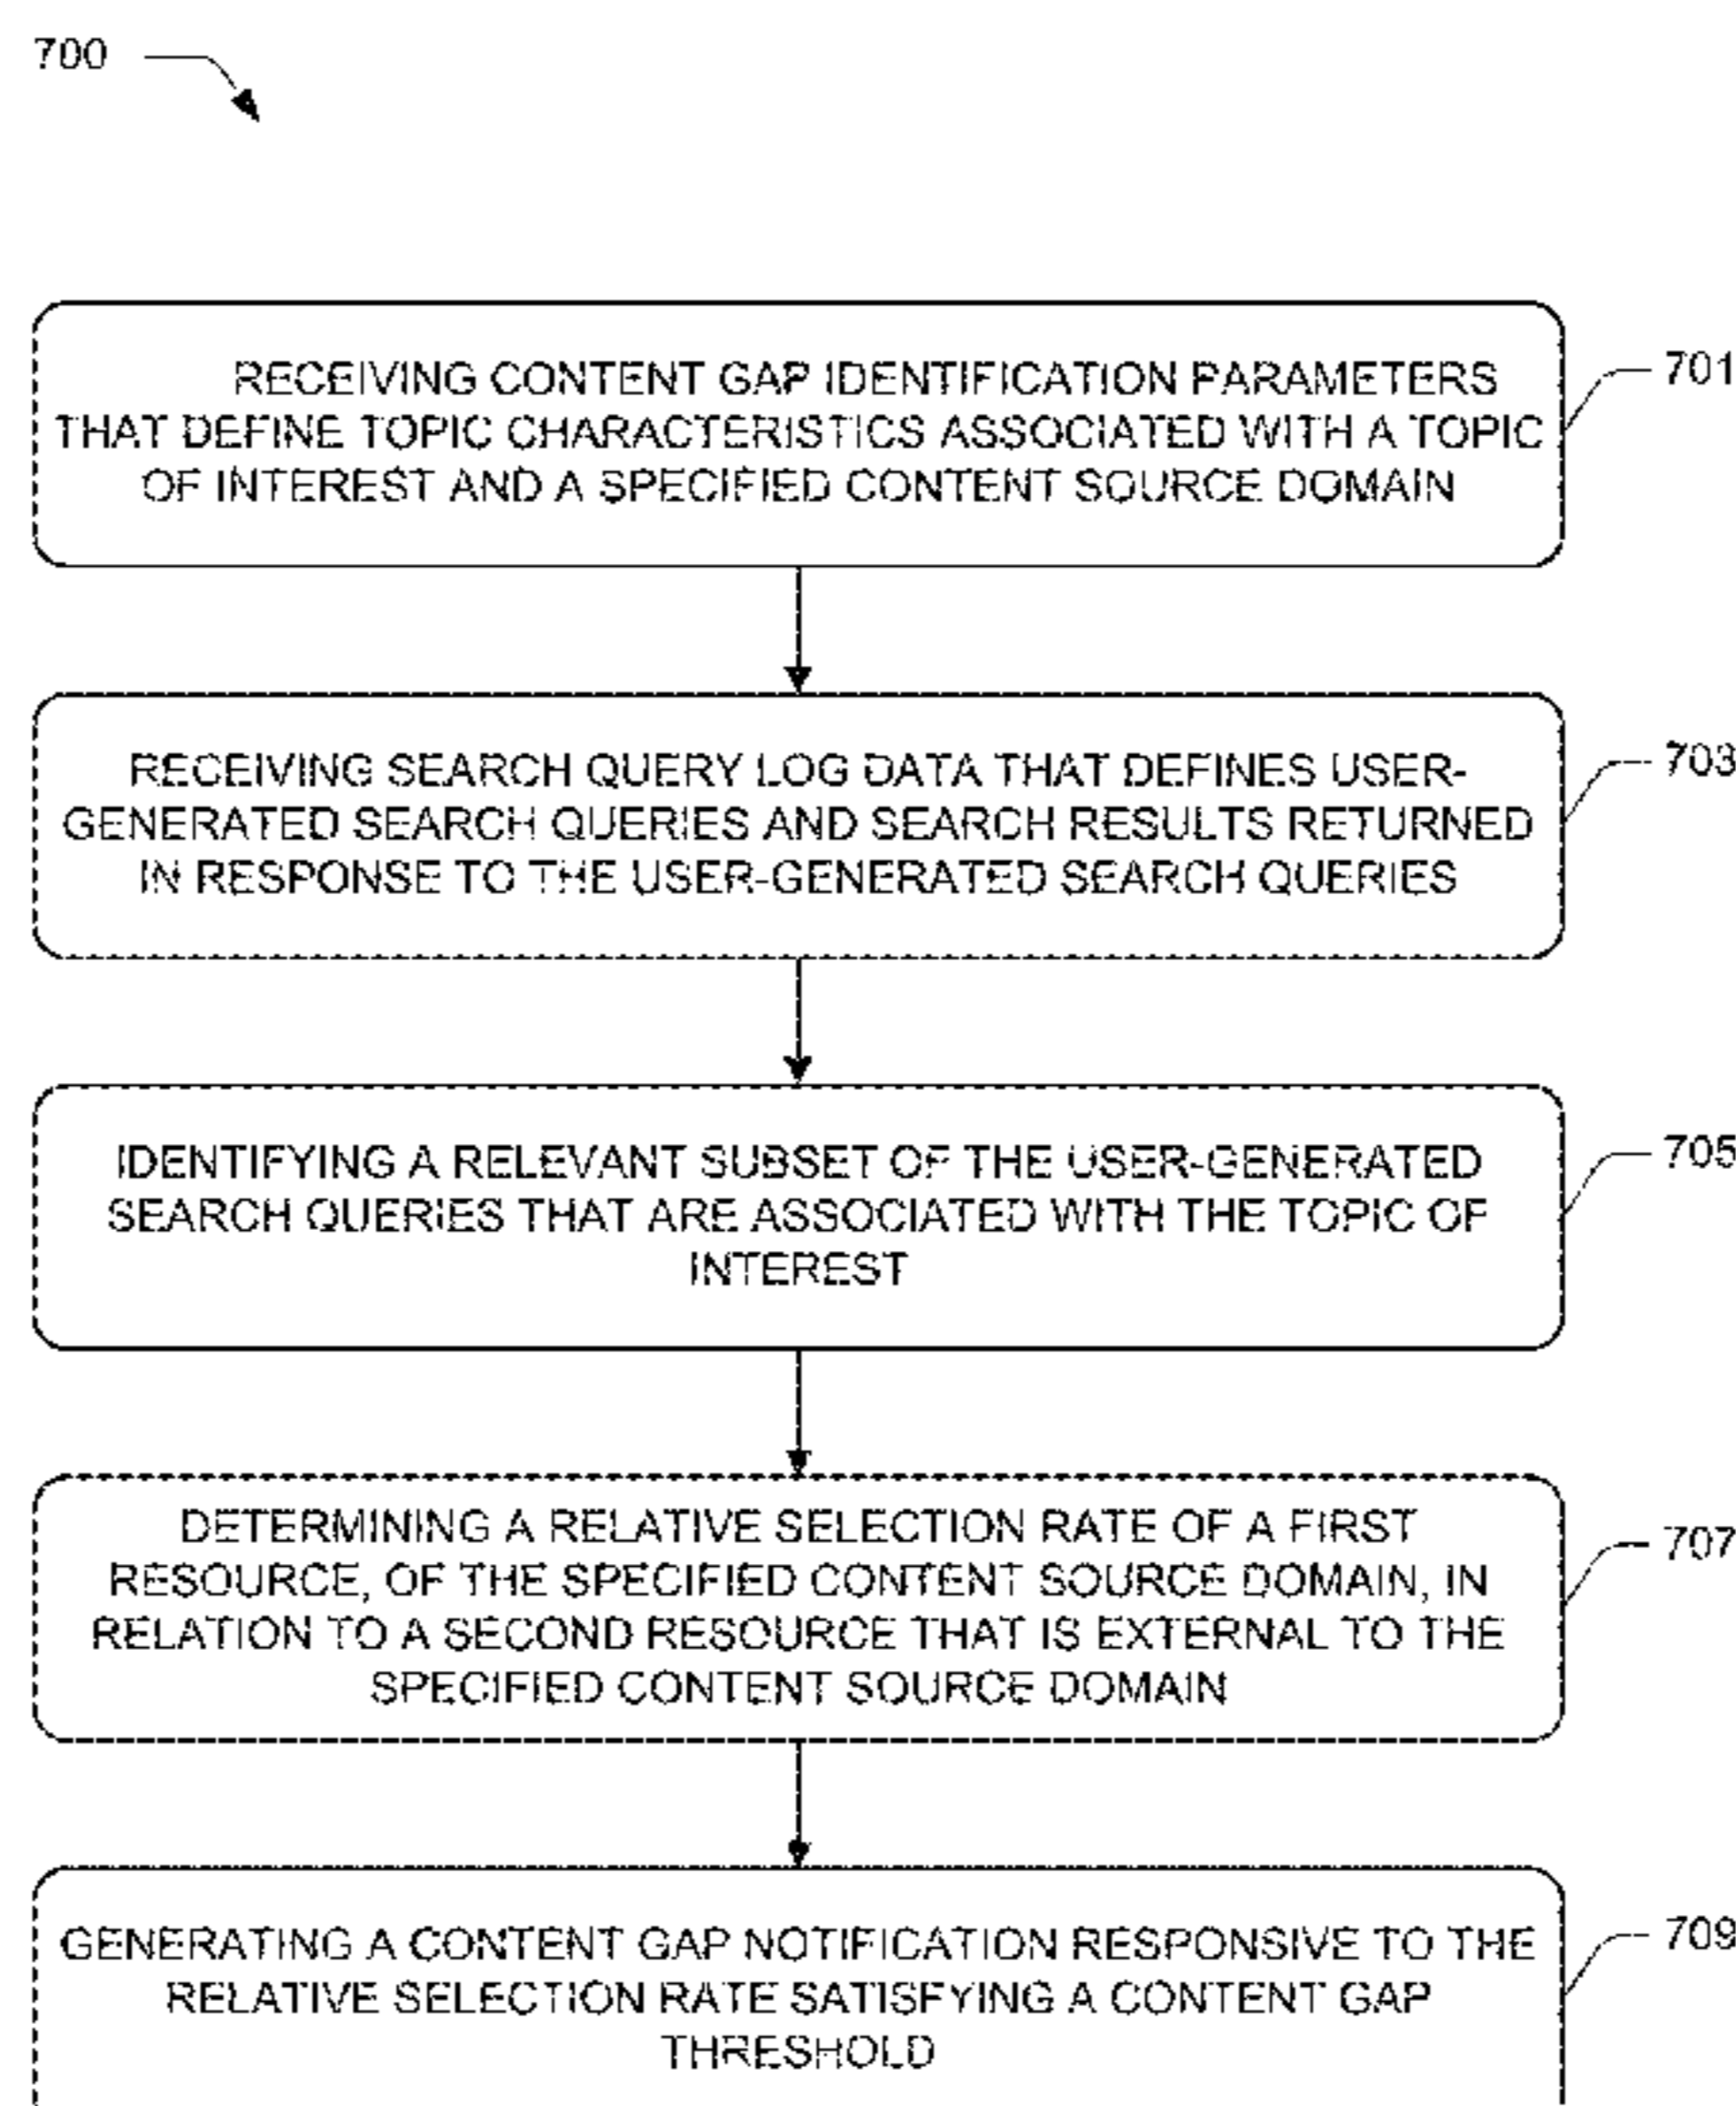 700
RECEIVING CONTENT GAP IDENTIFICATION PARAMETERS
THAT DEFINE TOPIC CHARACTERISTICS ASSOCIATED WITH A TOPIC
OF INTEREST AND A SPECIFIED CONTENT SOURCE DOMAIN
701
RECEIVING SEARCH QUERY LOG DATA THAT DEFINES USER-
GENERATED SEARCH QUERIES AND SEARCH RESULTS RETURNED
IN RESPONSE TO THE USER-GENERATED SEARCH QUERIES
703
IDENTIFYING A RELEVANT SUBSET OF THE USER-GENERATED
SEARCH QUERIES THAT ARE ASSOCIATED WITH THE TOPIC OF
INTEREST
705
DETERMINING A RELATIVE SELECTION RATE OF A FIRST
RESOURCE, OF THE SPECIFIED CONTENT SOURCE DOMAIN, IN
RELATION TO A SECOND RESOURCE THAT IS EXTERNAL TO THE
SPECIFIED CONTENT SOURCE DOMAIN
707
GENERATING A CONTENT GAP NOTIFICATION RESPONSIVE TO THE
RELATIVE SELECTION RATE SATISFYING A CONTENT GAP
THRESHOLD
709